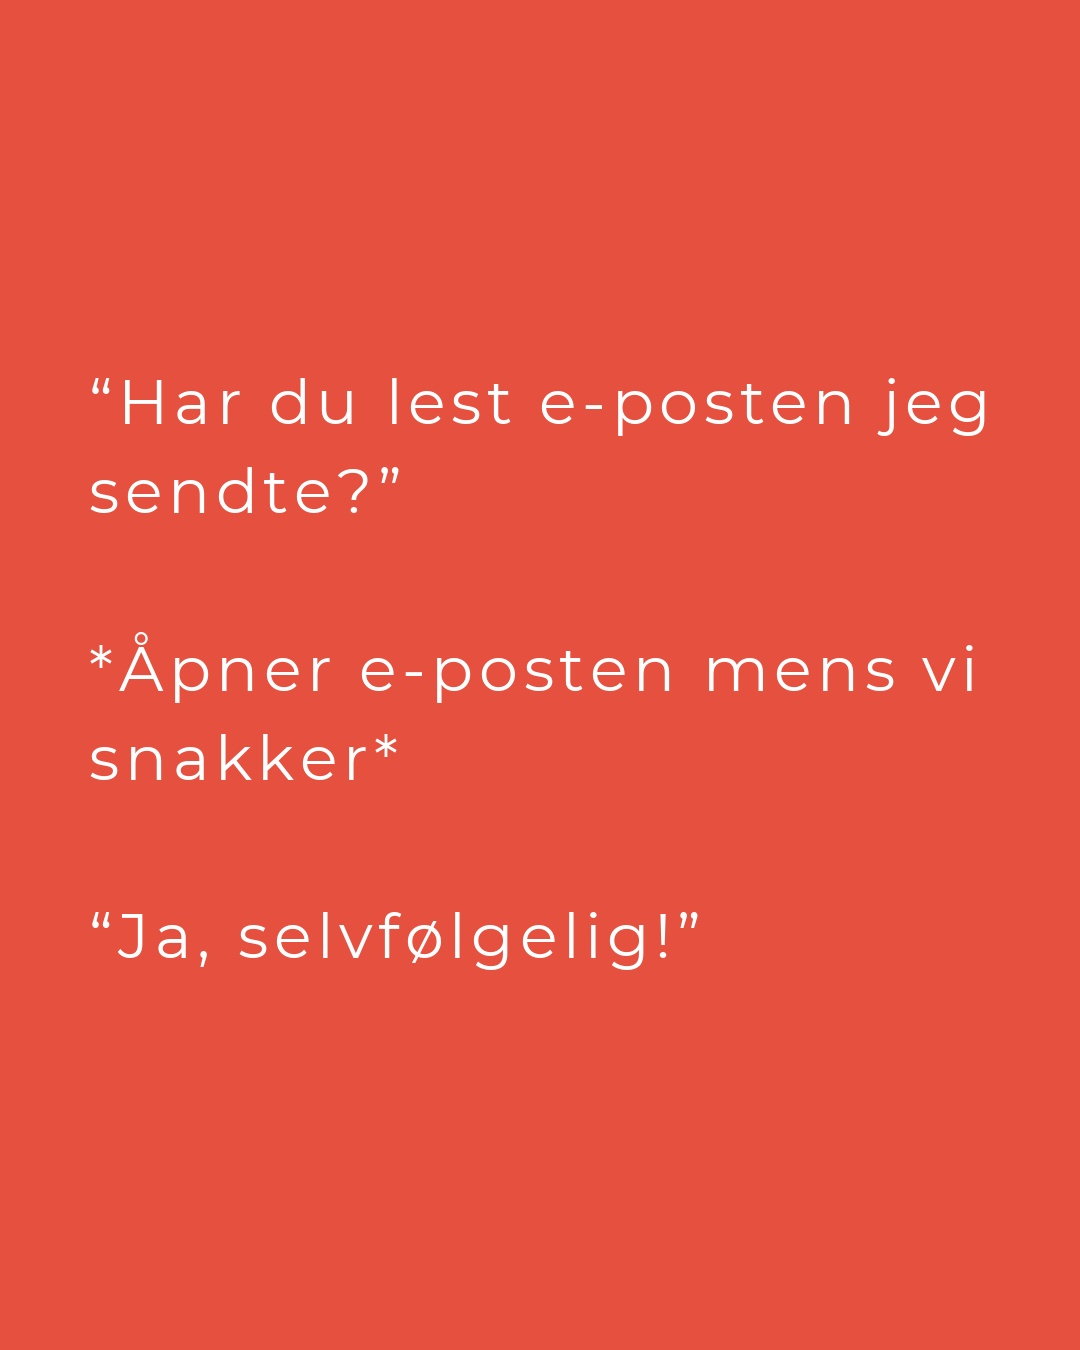 “Har du lest e-posten jeg
sendte?”
*Åpner e-posten mens vi
snakker*
“Ja, selvfølgelig!”